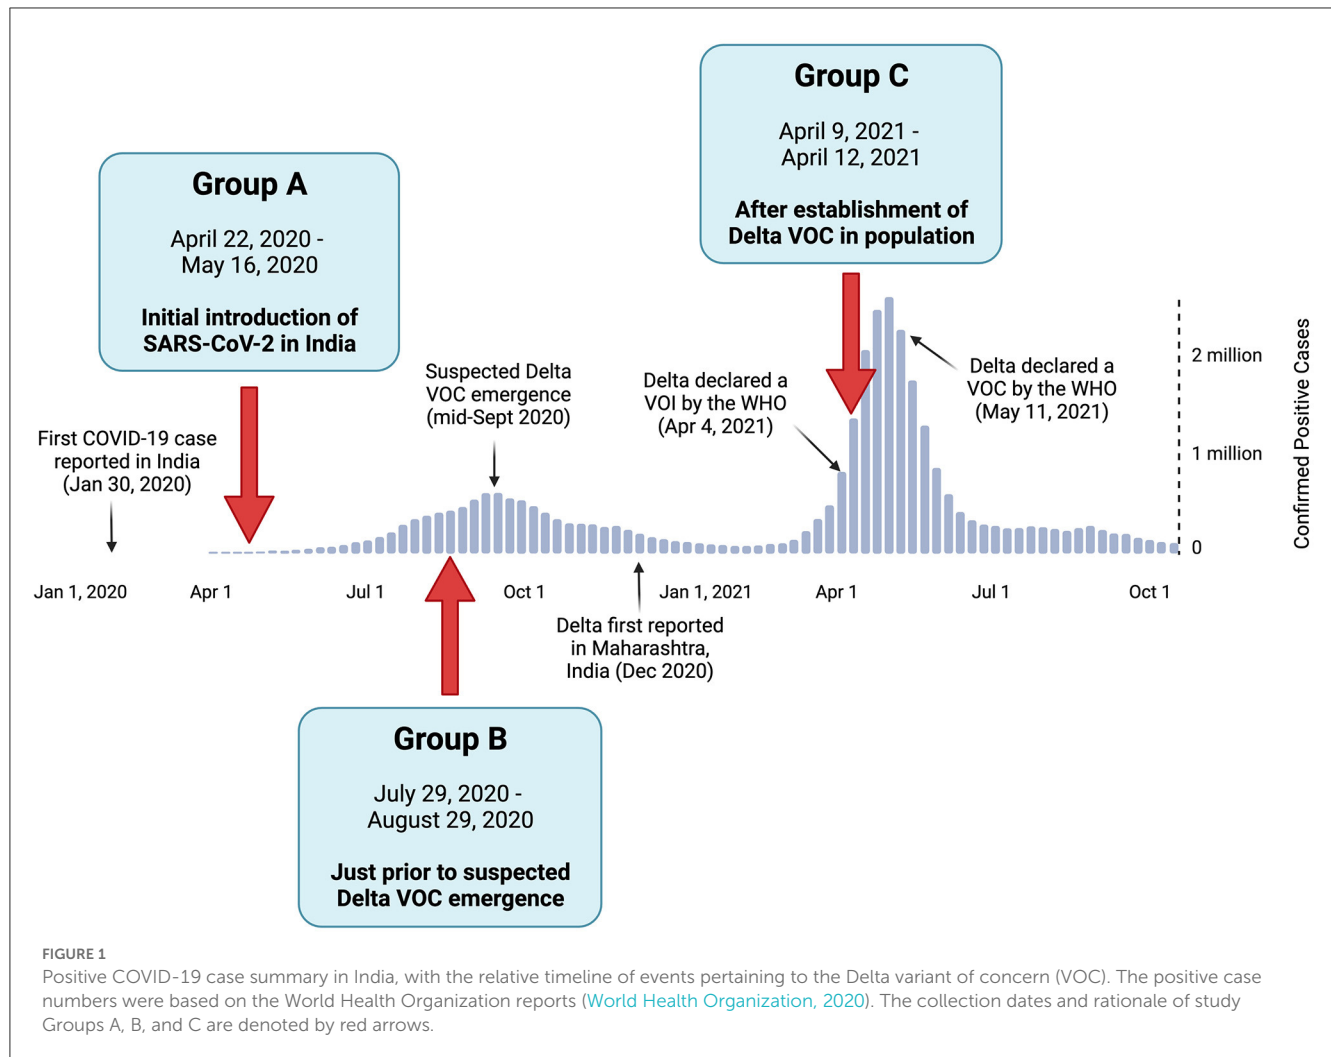 Group A
April 22, 2020 -
May 16, 2020
Initial introduction of
SARS-CoV-2 in India
Group C
April 9, 2021 -
April 12, 2021
After establishment of
Delta VOC in population
First COVID-19 case
reported in India
(Jan 30, 2020)
Suspected Delta
VOC emergence
(mid-Sept 2020)
Delta declared a
VOI by the WHO
(Apr 4, 2021)
Delta declared a
VOC by the WHO
(May 11, 2021)
2 million
1 million
0
Confirmed Positive Cases
Jan 1, 2020
Apr 1
Jul 1
Oct 1
Jan 1, 2021
Apr 1
Jul 1
Oct 1
Delta first reported
in Maharashtra,
India (Dec 2020)
Group B
July 29, 2020 -
August 29, 2020
Just prior to suspected
Delta VOC emergence
FIGURE 1
Positive COVID-19 case summary in India, with the relative timeline of events pertaining to the Delta variant of concern (VOC). The positive case
numbers were based on the World Health Organization reports (World Health Organization, 2020). The collection dates and rationale of study
Groups A, B, and C are denoted by red arrows.